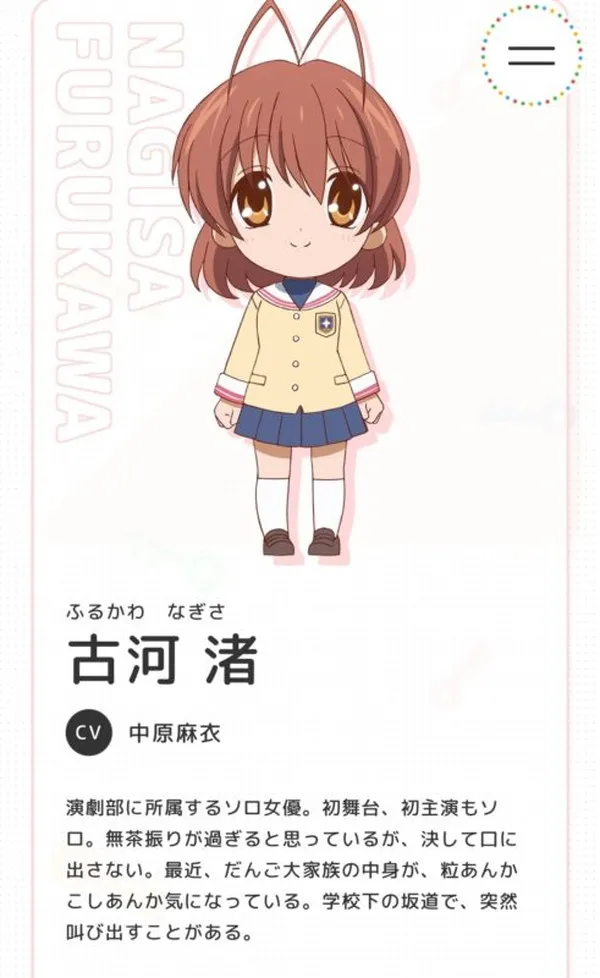 NAGISA
FURUKAWA
ふるかわ なぎさ
古河 渚
CV 中原麻衣
演劇部に所属するソロ女優。初舞台、初主演もソ
ロ。無茶振りが過ぎると思っているが、決して口に
出さない。最近、だんご大家族の中身が、粒あんか
こしあんか気になっている。学校下の坂道で、突然
叫び出すことがある。